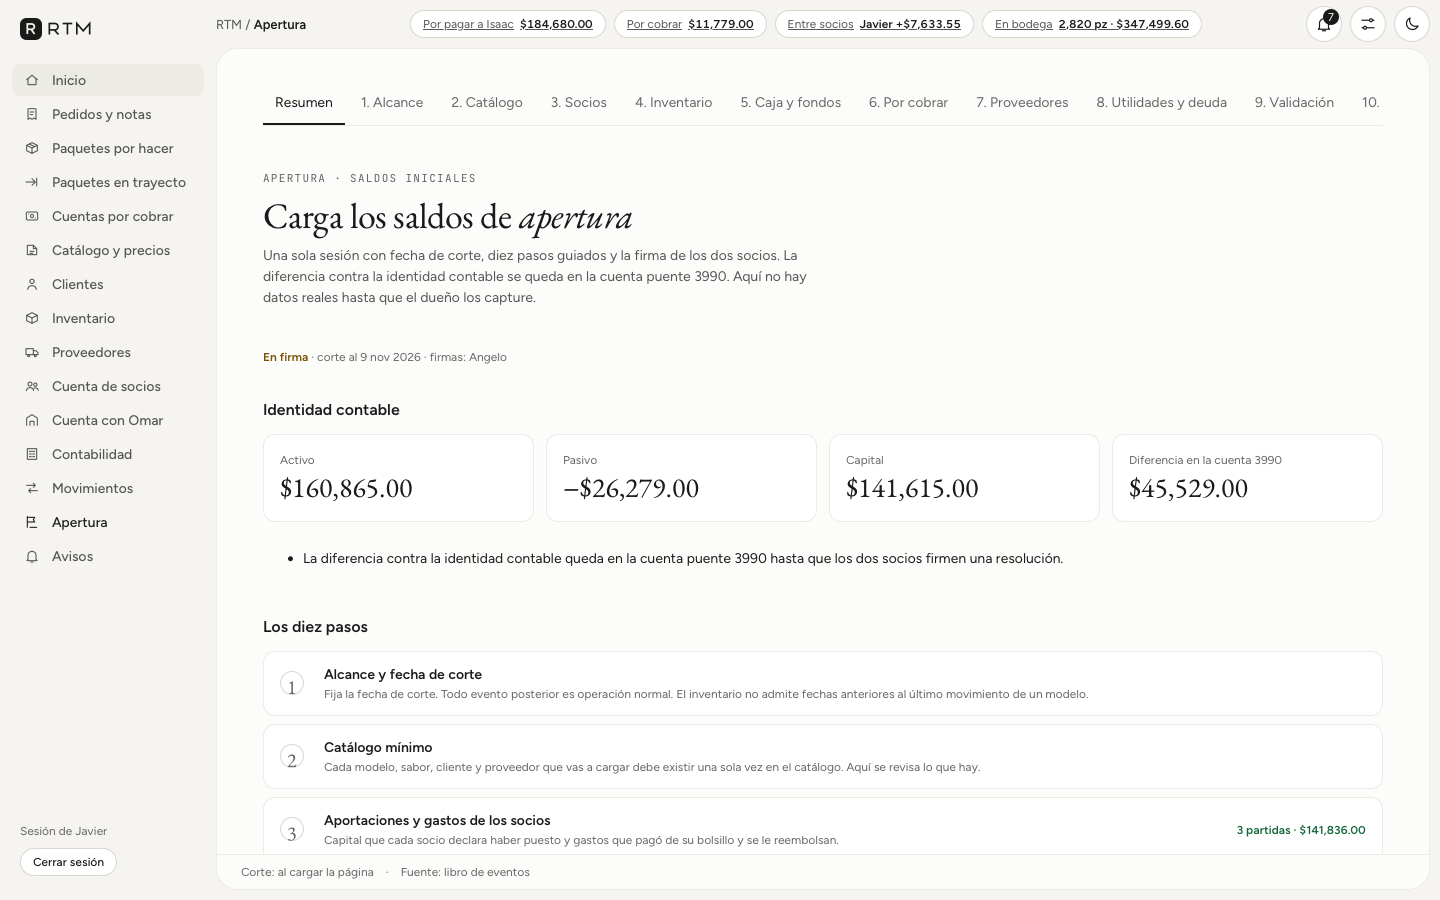 R RTM
RTM / Apertura
Por pagar a Isaac $184,680.00
Por cobrar $11,779.00
Entre socios Javier +$7,633.55
En bodega 2,820 pz · $347,499.60
7
Inicio
Pedidos y notas
Paquetes por hacer
Paquetes en trayecto
Cuentas por cobrar
Catálogo y precios
Clientes
Inventario
Proveedores
Cuenta de socios
Cuenta con Omar
Contabilidad
Movimientos
Apertura
Avisos
Sesión de Javier
Cerrar sesión
Resumen
1. Alcance
2. Catálogo
3. Socios
4. Inventario
5. Caja y fondos
6. Por cobrar
7. Proveedores
8. Utilidades y deuda
9. Validación
10.
APERTURA · SALDOS INICIALES
Carga los saldos de apertura
Una sola sesión con fecha de corte, diez pasos guiados y la firma de los dos socios. La
diferencia contra la identidad contable se queda en la cuenta puente 3990. Aquí no hay
datos reales hasta que el dueño los capture.
En firma · corte al 9 nov 2026 · firmas: Angelo
Identidad contable
Activo
$160,865.00
Pasivo
−$26,279.00
Capital
$141,615.00
Diferencia en la cuenta 3990
$45,529.00
• La diferencia contra la identidad contable queda en la cuenta puente 3990 hasta que los dos socios firmen una resolución.
Los diez pasos
1
Alcance y fecha de corte
Fija la fecha de corte. Todo evento posterior es operación normal. El inventario no admite fechas anteriores al último movimiento de un modelo.
2
Catálogo mínimo
Cada modelo, sabor, cliente y proveedor que vas a cargar debe existir una sola vez en el catálogo. Aquí se revisa lo que hay.
3
Aportaciones y gastos de los socios
Capital que cada socio declara haber puesto y gastos que pagó de su bolsillo y se le reembolsan.
3 partidas · $141,836.00
Corte: al cargar la página · Fuente: libro de eventos